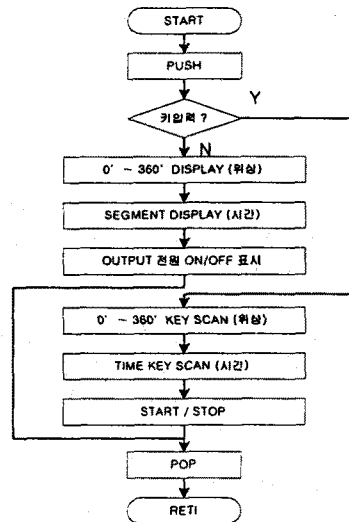 START
PUSH
키입력 ?
Y
N
0˚ ~ 360˚ DISPLAY (위상)
SEGMENT DISPLAY (시간)
OUTPUT 전원 ON/OFF 표시
0˚ ~ 360˚ KEY SCAN (위상)
TIME KEY SCAN (시간)
START / STOP
POP
RETI